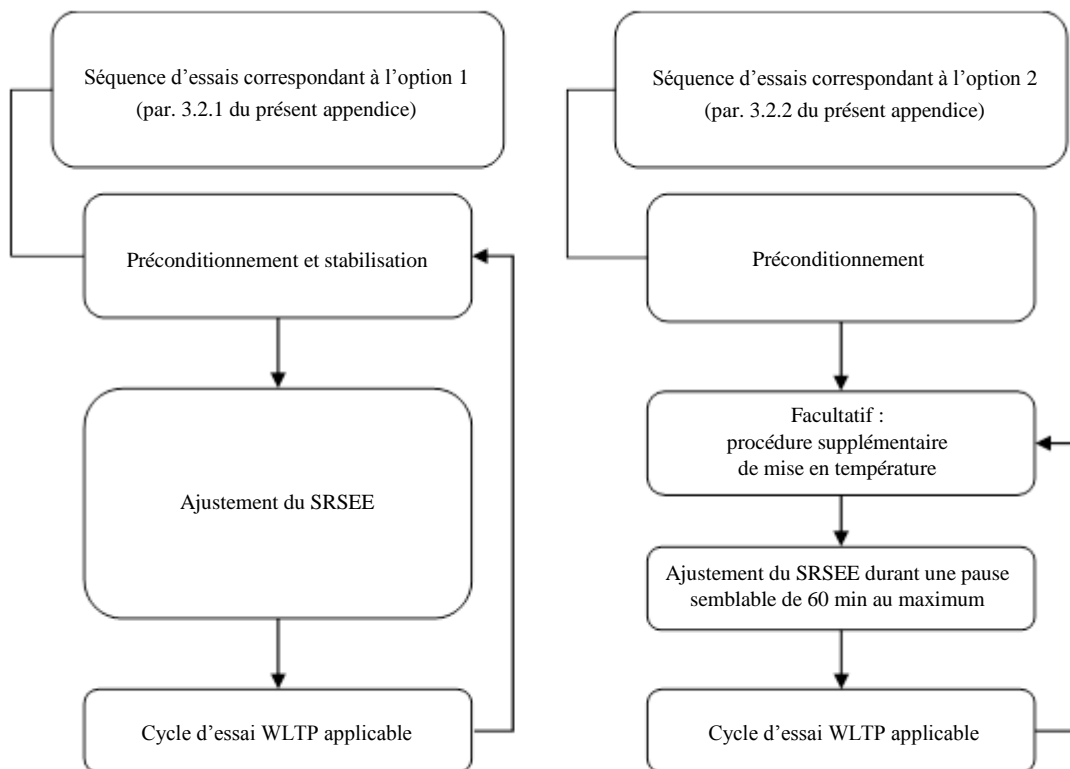 Séquence d’essais correspondant à l’option 1
(par. 3.2.1 du présent appendice)
Préconditionnement et stabilisation
Ajustement du SRSEE
Cycle d’essai WLTP applicable
Séquence d’essais correspondant à l’option 2
(par. 3.2.2 du présent appendice)
Préconditionnement
Facultatif :
procédure supplémentaire
de mise en température
Ajustement du SRSEE durant une pause
semblable de 60 min au maximum
Cycle d’essai WLTP applicable